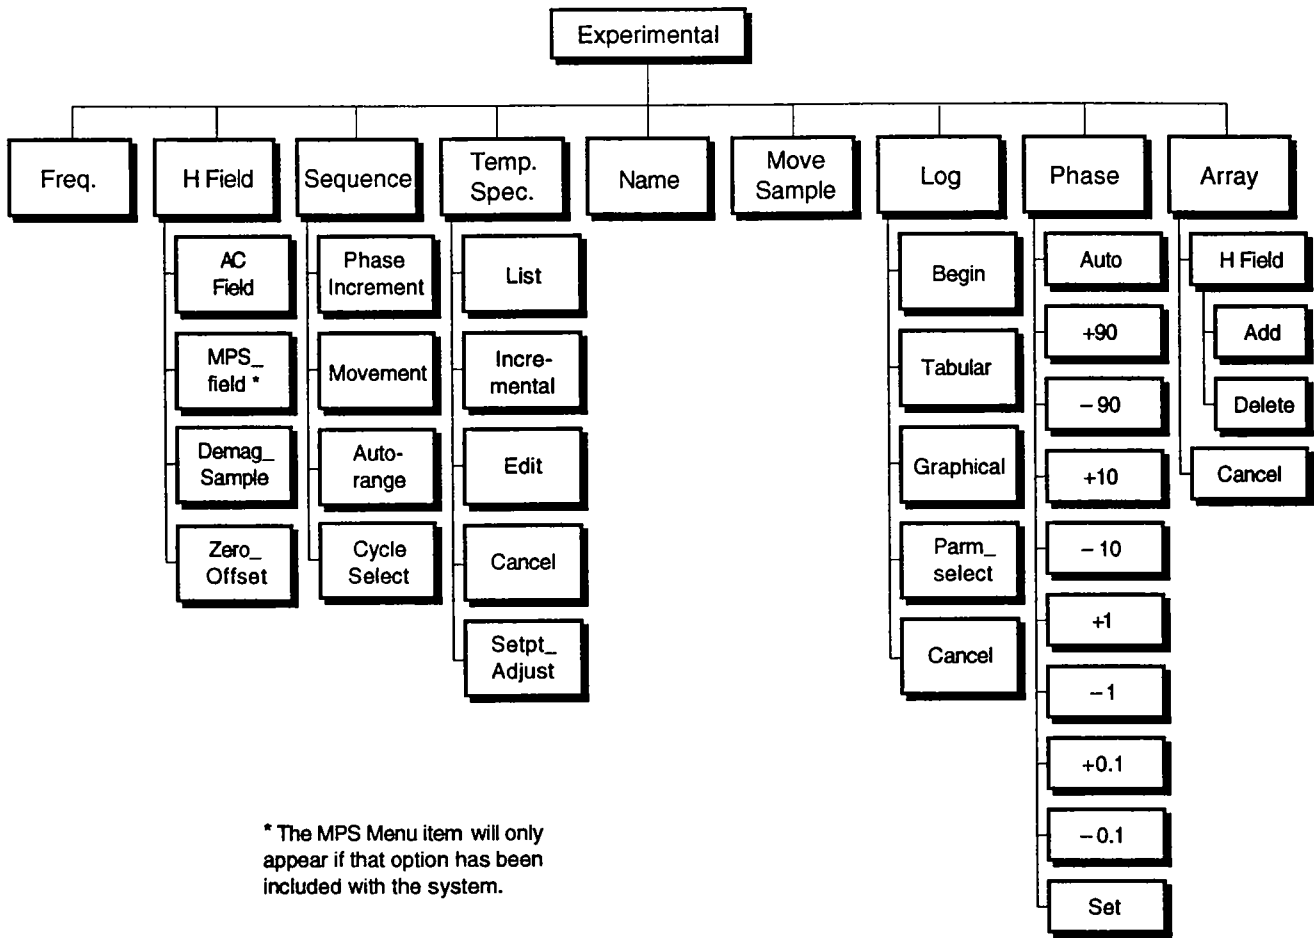 Experimental
Freq.
H Field
Sequence
Temp.
Spec.
Name
Move
Sample
Log
Phase
Array
AC
Field
MPS_
field *
Demag_
Sample
Zero_
Offset
Phase
Increment
Movement
Auto-
range
Cycle
Select
List
Incre-
mental
Edit
Cancel
Setpt_
Adjust
Begin
Tabular
Graphical
Parm_
select
Cancel
Auto
+90
– 90
+10
– 10
+1
– 1
+0.1
– 0.1
Set
H Field
Add
Delete
Cancel
* The MPS Menu item will only
appear if that option has been
included with the system.